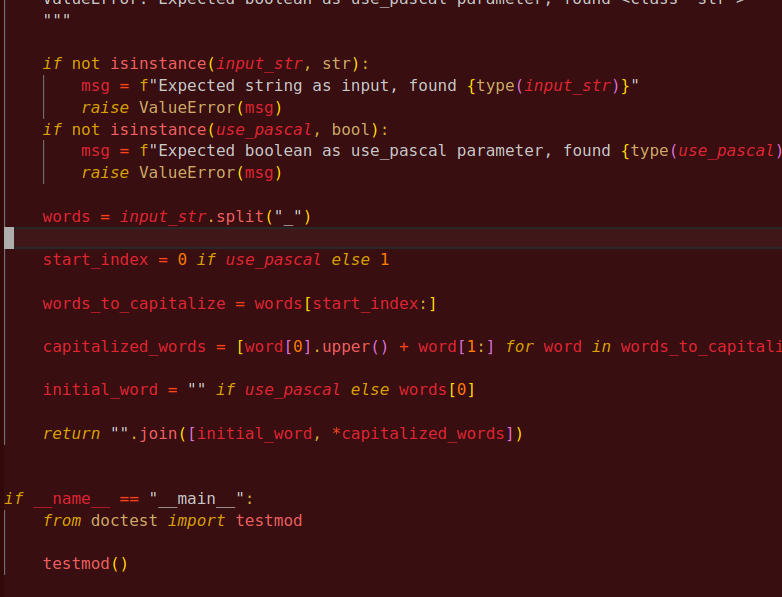 ValueError: Expected boolean as use_pascal parameter, found <class 'str'>
"""
if not isinstance(input_str, str):
msg = f"Expected string as input, found {type(input_str)}"
raise ValueError(msg)
if not isinstance(use_pascal, bool):
msg = f"Expected boolean as use_pascal parameter, found {type(use_pascal)
raise ValueError(msg)
words = input_str.split("_")
start_index = 0 if use_pascal else 1
words_to_capitalize = words[start_index:]
capitalized_words = [word[0].upper() + word[1:] for word in words_to_capitali
initial_word = "" if use_pascal else words[0]
return "".join([initial_word, *capitalized_words])
if __name__ == "__main__":
from doctest import testmod
testmod()